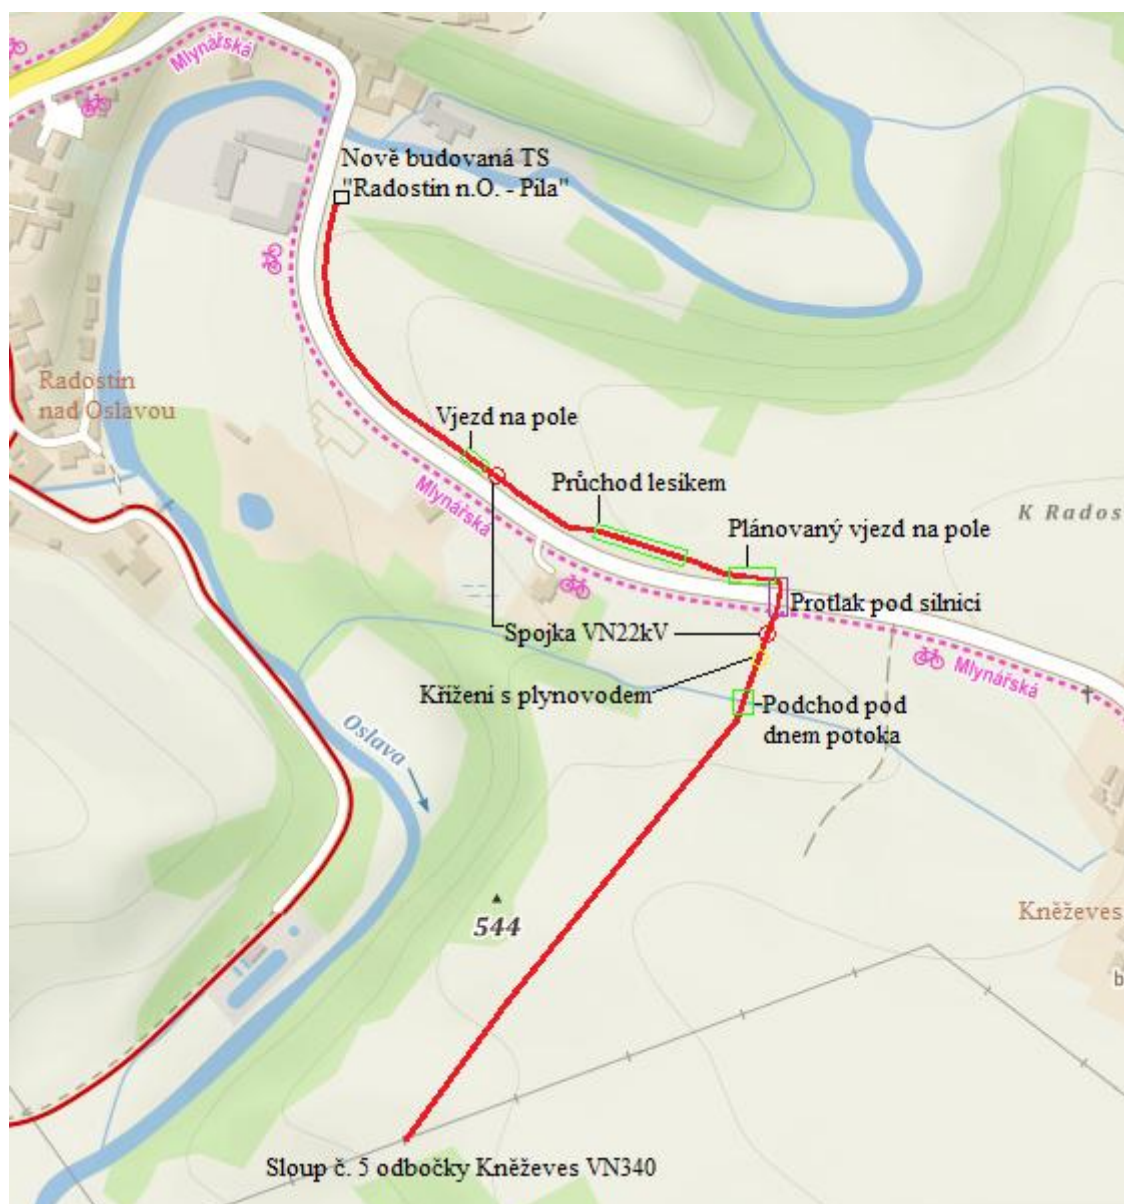 Mlynářská
Nově budovaná TS
"Radostín n.O. - Pila"
Radostín
nad Oslavou
Vjezd na pole
Mlynářská
Průchod lesíkem
Plánovaný vjezd na pole
K Rados
Protlak pod silnicí
Spojka VN22kV
Mlynářská
Křížení s plynovodem
Podchod pod
dnem potoka
Oslava
544
Kněževes
b
Sloup č. 5 odbočky Kněževes VN340